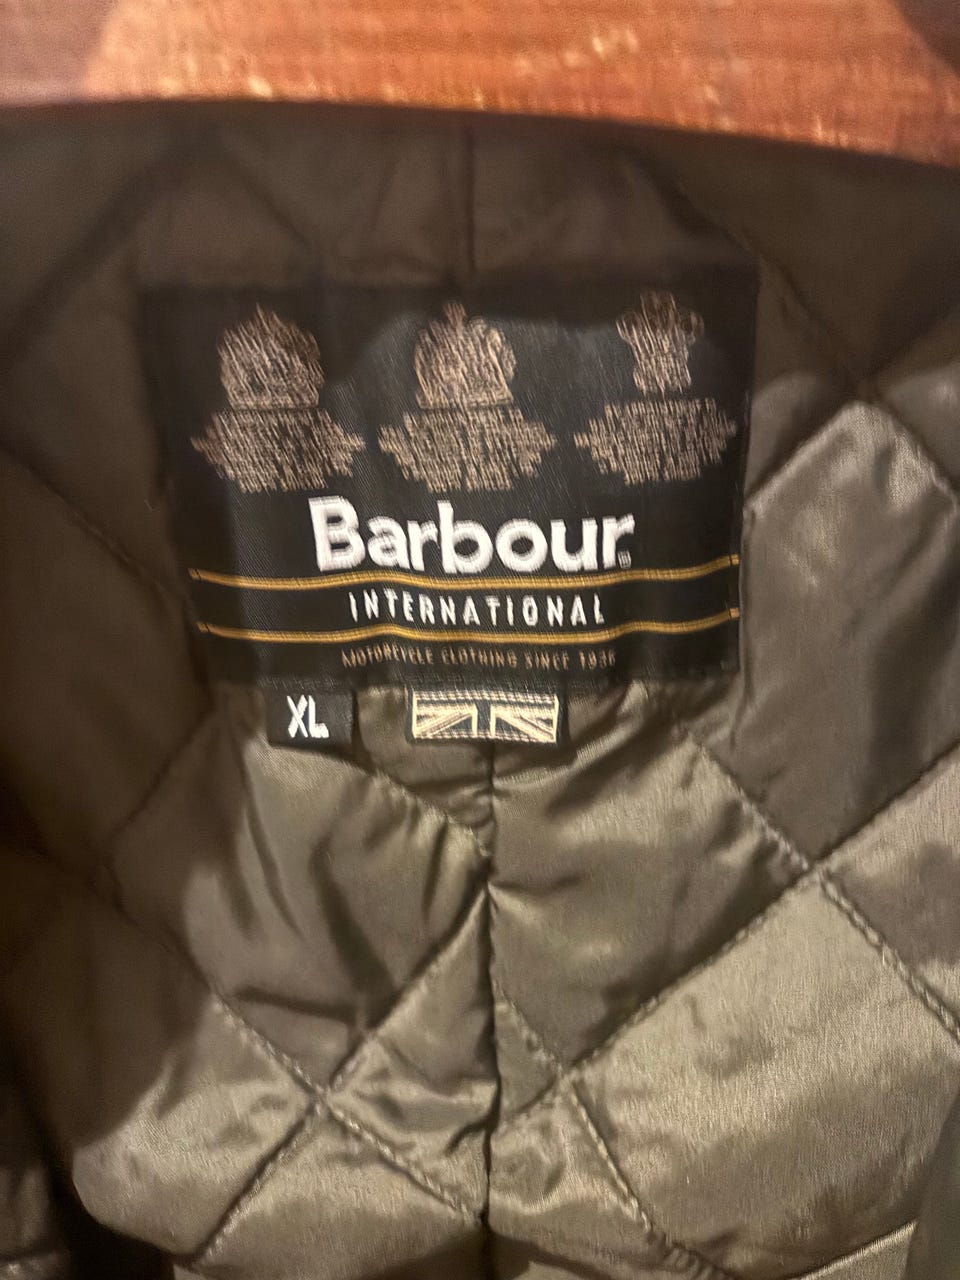 Barbour
INTERNATIONAL
MOTORCYCLE CLOTHING SINCE 1936
XL